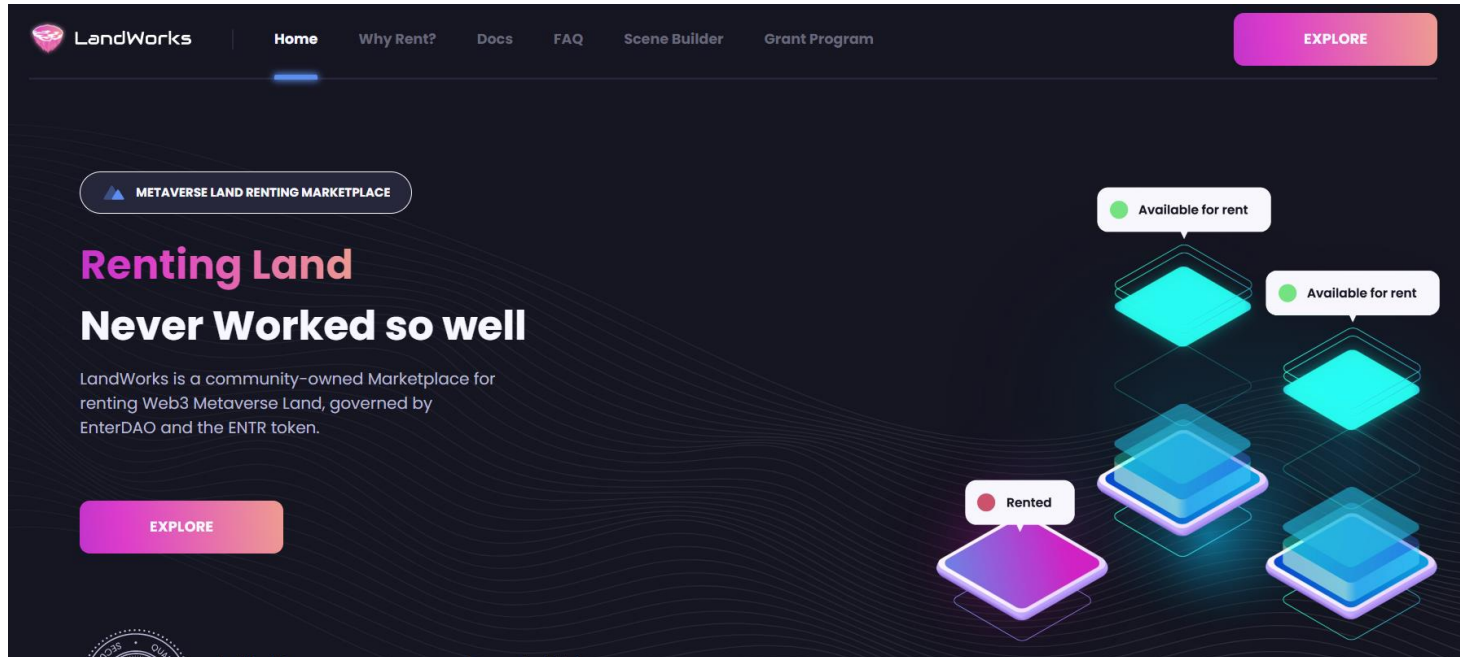 LandWorks
Home
Why Rent?
Docs
FAQ
Scene Builder
Grant Program
EXPLORE
METAVERSE LAND RENTING MARKETPLACE
Renting Land
Never Worked so well
LandWorks is a community-owned Marketplace for
renting Web3 Metaverse Land, governed by
EnterDAO and the ENTR token.
EXPLORE
Available for rent
Available for rent
Rented